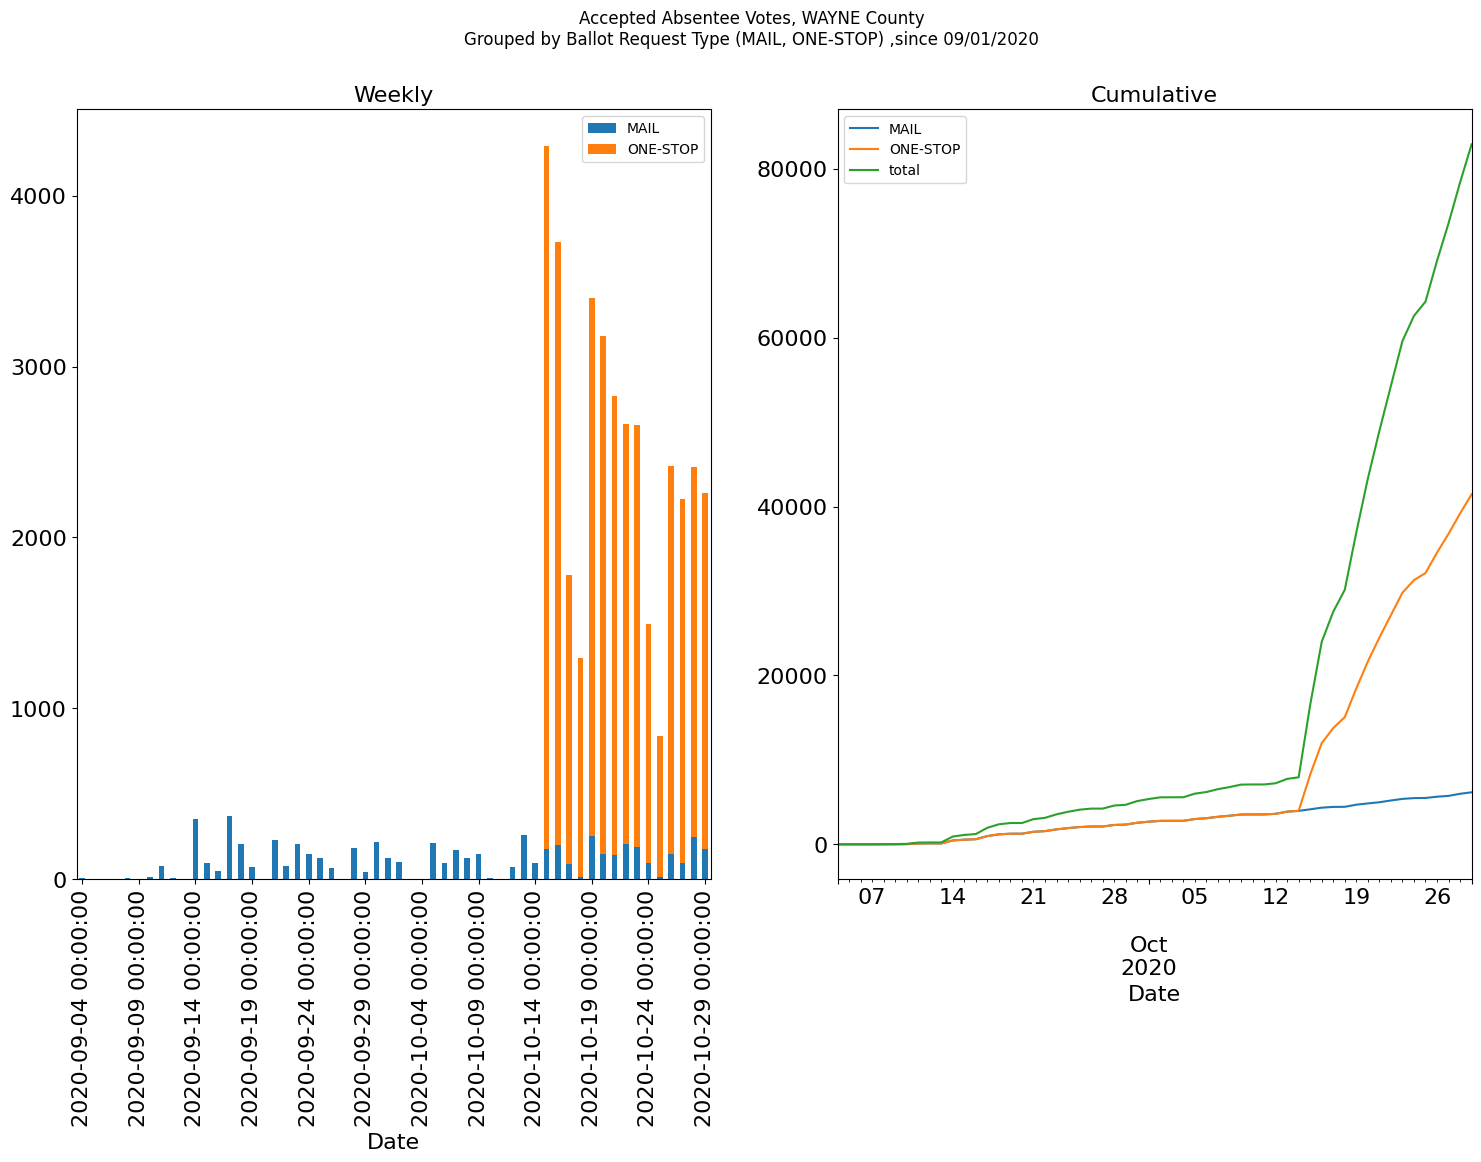 Accepted Absentee Votes, WAYNE County
Grouped by Ballot Request Type (MAIL, ONE-STOP) ,since 09/01/2020
Weekly
MAIL
ONE-STOP
4000
3000
2000
1000
0
2020-09-04 00:00:00
2020-09-09 00:00:00
2020-09-14 00:00:00
2020-09-19 00:00:00
2020-09-24 00:00:00
2020-09-29 00:00:00
2020-10-04 00:00:00
2020-10-09 00:00:00
2020-10-14 00:00:00
2020-10-19 00:00:00
2020-10-24 00:00:00
2020-10-29 00:00:00
Date
Cumulative
MAIL
ONE-STOP
total
80000
60000
40000
20000
0
07 14 21 28 05 12 19 26
Oct
2020
Date